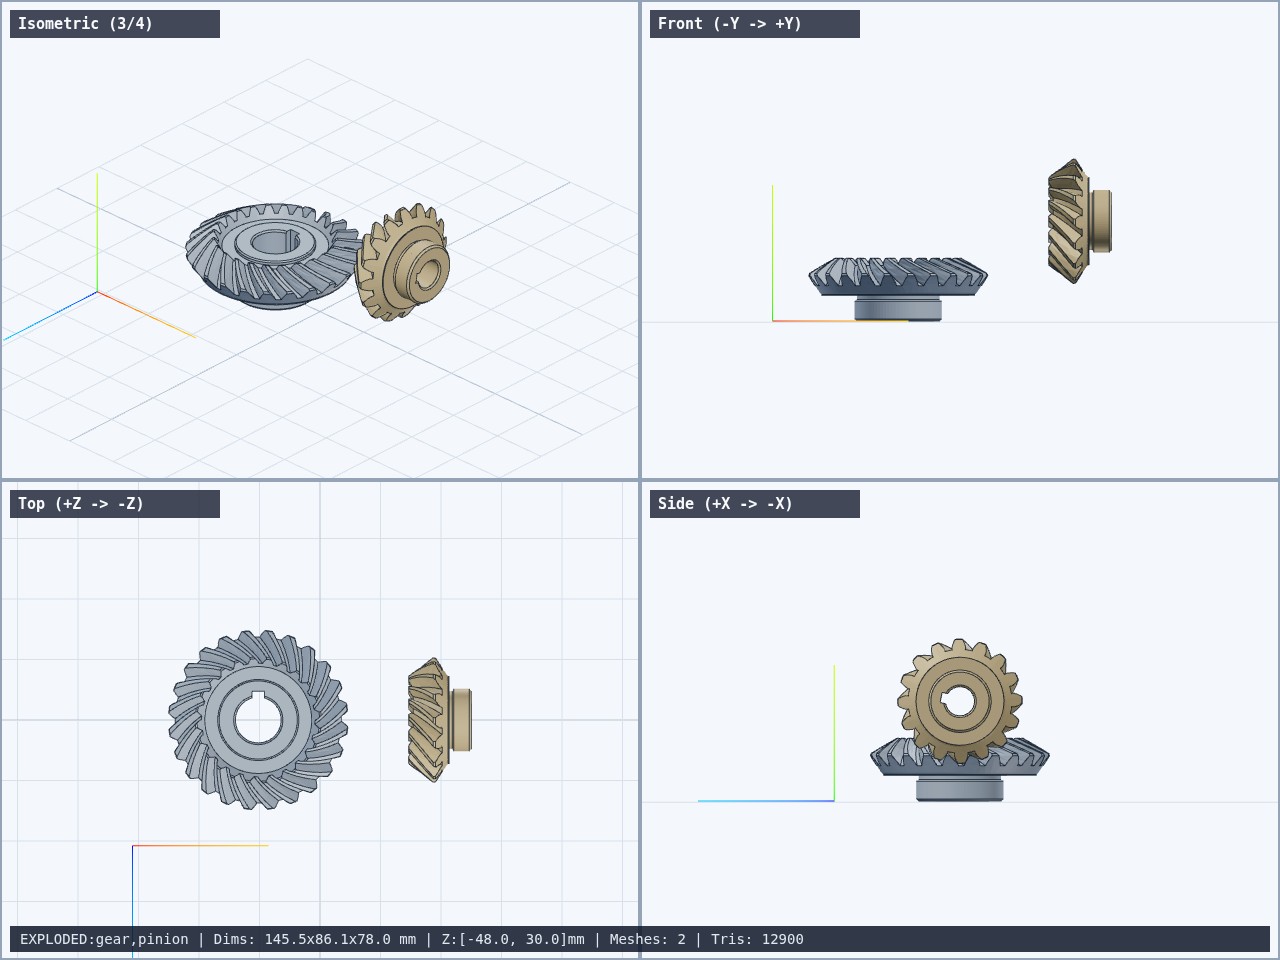 Isometric (3/4)
Front (-Y -> +Y)
Top (+Z -> -Z)
Side (+X -> -X)
EXPLODED:gear,pinion | Dims: 145.5x86.1x78.0 mm | Z:[-48.0, 30.0]mm | Meshes: 2 | Tris: 12900